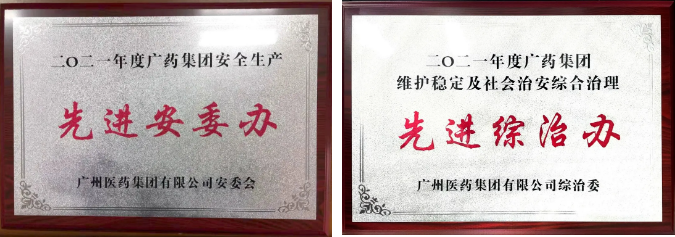 二〇二一年度广药集团安全生产
先进安委办
广州医药集团有限公司安委会
二〇二一年度广药集团
维护稳定及社会治安综合治理
先进综治办
广州医药集团有限公司综治委